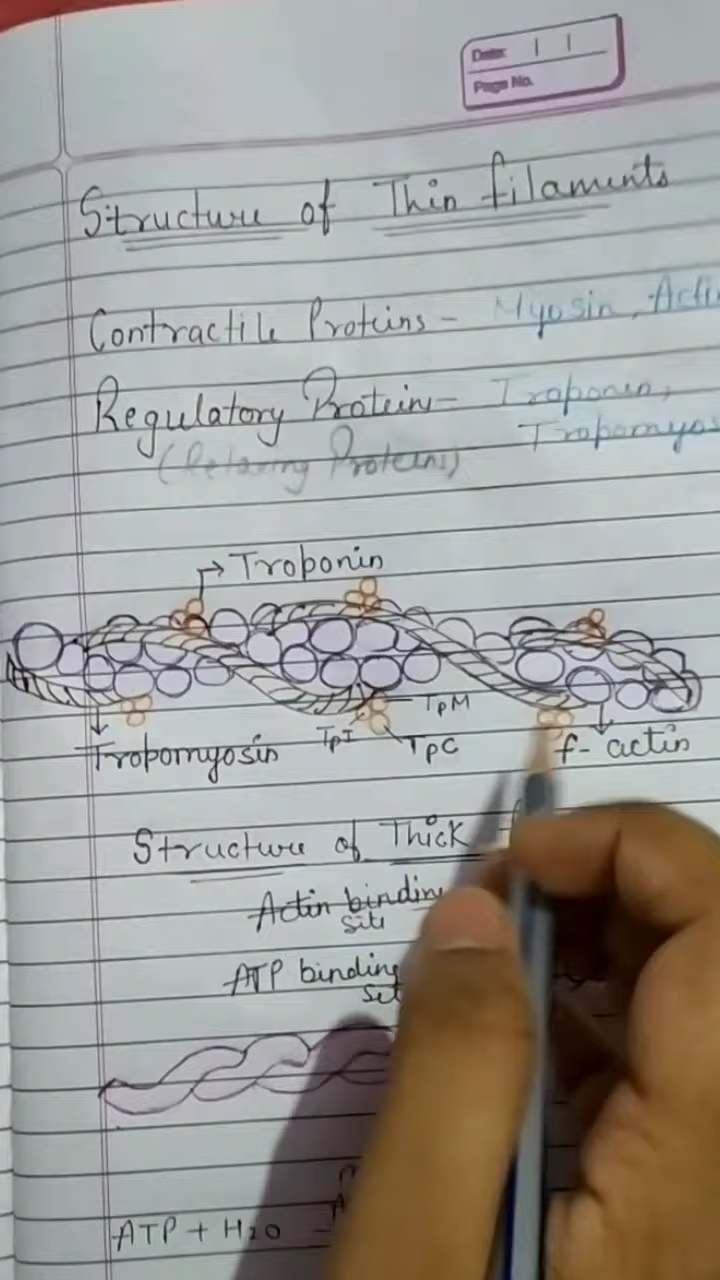 Date:
Page No.
Structure of Thin filaments
Contractile Proteins - Myosin, Acti
Regulatory Protein - Troponin,
(Relaxing Proteins) Tropomyos
Troponin
TpM
TpI TpC
Tropomyosin f- actin
Structure of Thick f
Actin binding
Site
ATP binding
Sit
ATP + H2O